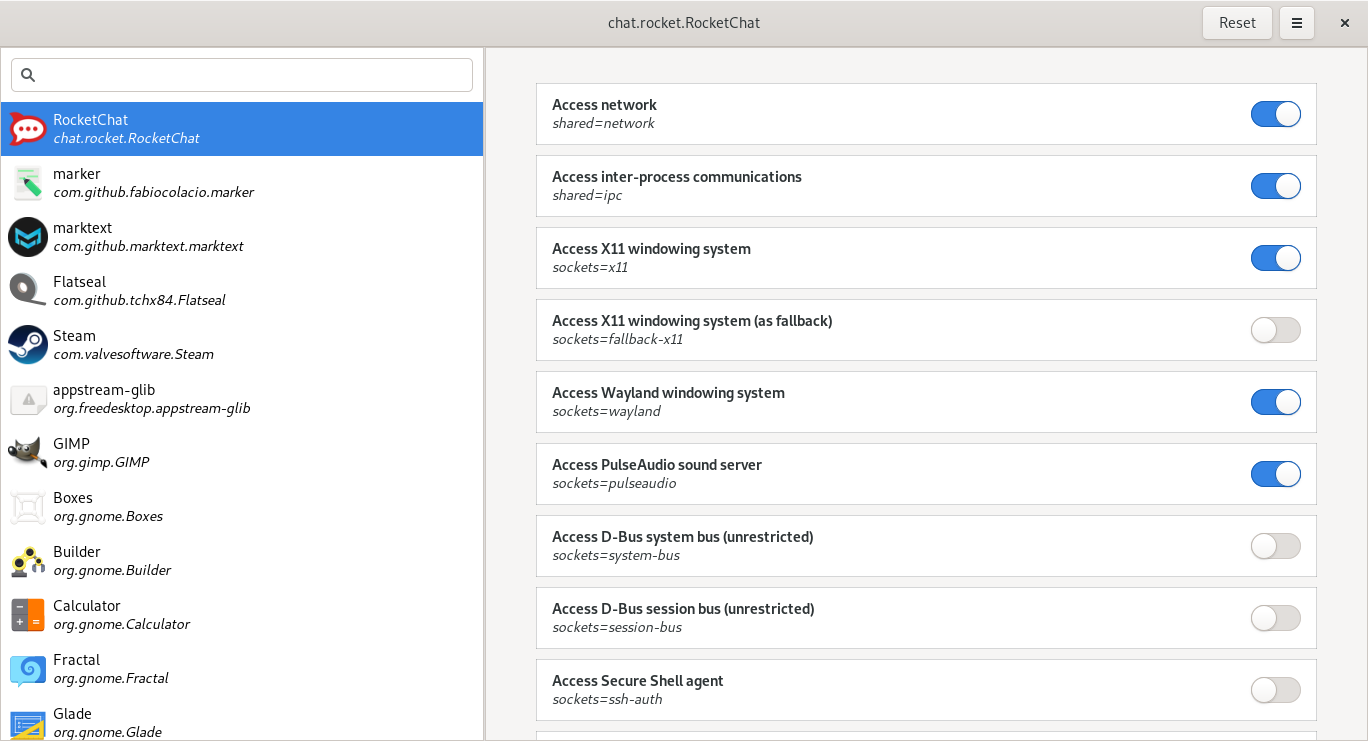 chat.rocket.RocketChat
Reset
RocketChat
chat.rocket.RocketChat
marker
com.github.fabiocolacio.marker
marktext
com.github.marktext.marktext
Flatseal
com.github.tchx84.Flatseal
Steam
com.valvesoftware.Steam
appstream-glib
org.freedesktop.appstream-glib
GIMP
org.gimp.GIMP
Boxes
org.gnome.Boxes
Builder
org.gnome.Builder
Calculator
org.gnome.Calculator
Fractal
org.gnome.Fractal
Glade
org.gnome.Glade
Access network
shared=network
Access inter-process communications
shared=ipc
Access X11 windowing system
sockets=x11
Access X11 windowing system (as fallback)
sockets=fallback-x11
Access Wayland windowing system
sockets=wayland
Access PulseAudio sound server
sockets=pulseaudio
Access D-Bus system bus (unrestricted)
sockets=system-bus
Access D-Bus session bus (unrestricted)
sockets=session-bus
Access Secure Shell agent
sockets=ssh-auth